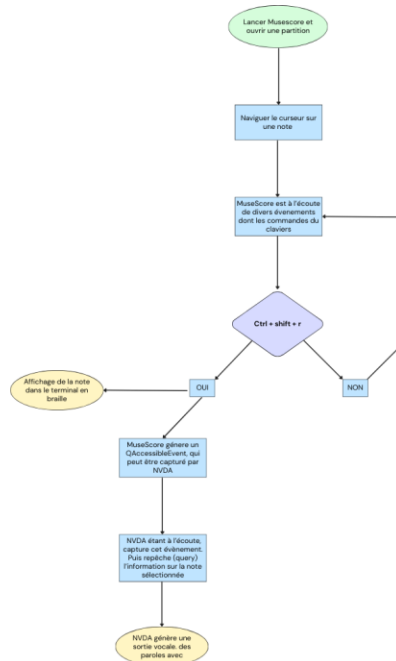 Lancer Musescore et
ouvrir une partition
Naviguer le curseur sur
une note
MuseScore est à l'écoute
de divers évenements
dont les commandes du
claviers
Ctrl + shift + r
OUI
NON
Affichage de la note
dans le terminal en
braille
MuseScore génere un
QAccessibleEvent, qui
peut être capturé par
NVDA
NVDA étant à l'écoute,
capture cet évènement.
Puis repêche (query)
l'information sur la note
sélectionnée
NVDA génère une
sortie vocale. des
paroles avec